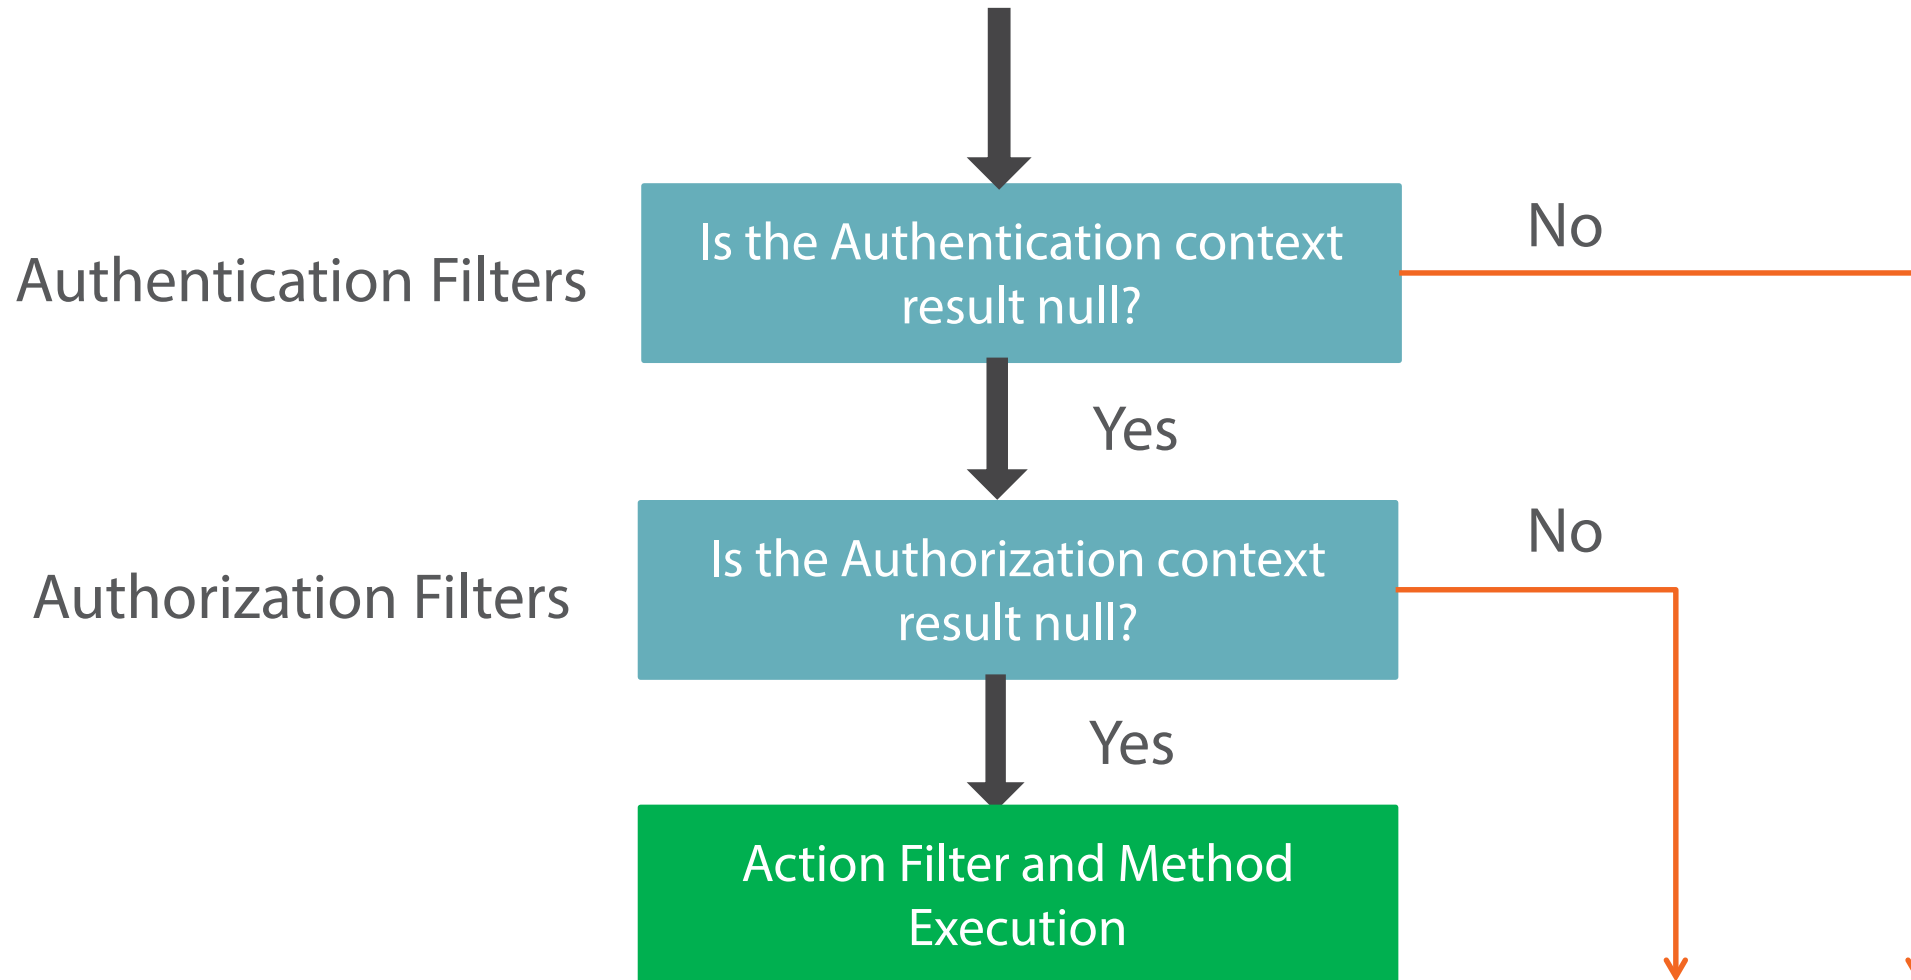 No
Is the Authentication context
result null?
Authentication Filters
Yes
No
Is the Authorization context
result null?
Authorization Filters
Yes
Action Filter and Method
Execution